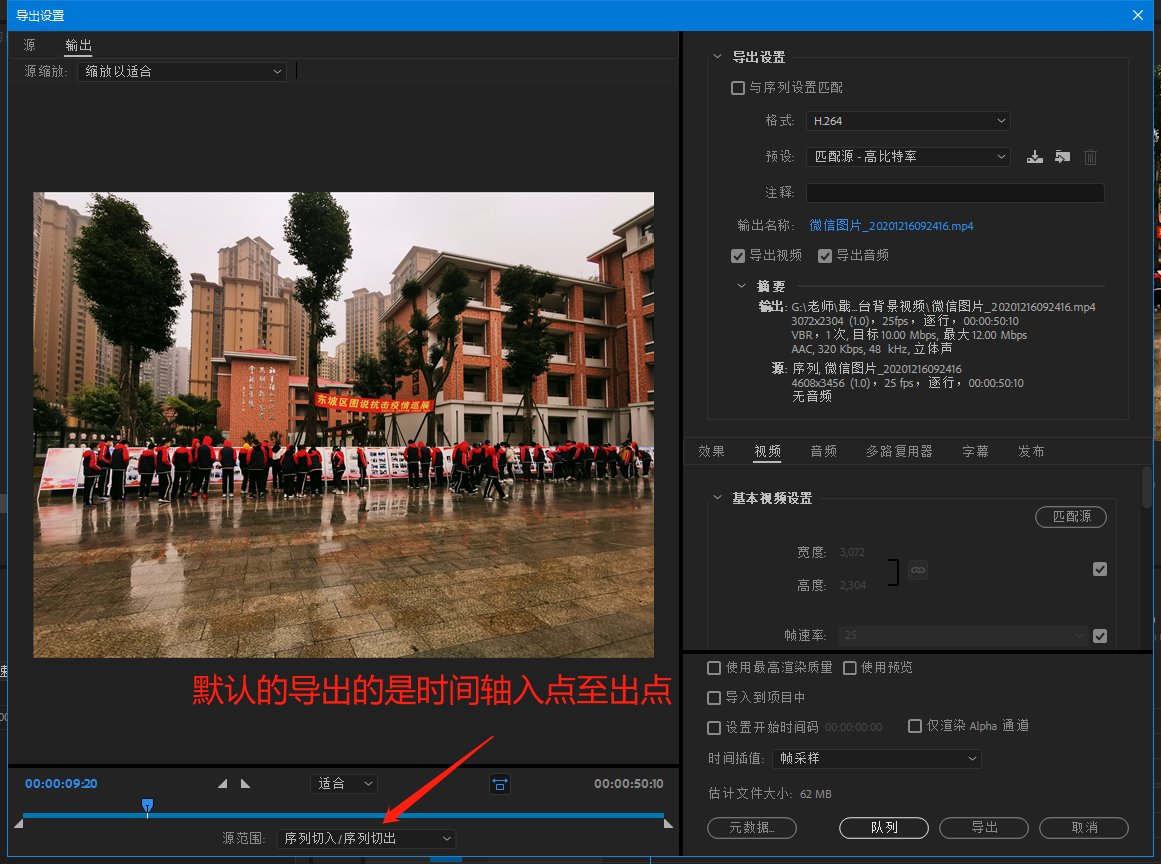 导出设置
源
输出
源缩放:
缩放以适合
东坡区图说抗击疫情巡展
默认的导出的是时间轴入点至出点
00:00:09:20
适合
00:00:50:10
源范围:
序列切入/序列切出
导出设置
与序列设置匹配
格式:
H.264
预设:
匹配源 - 高比特率
注释:
输出名称:
微信图片_20201216092416.mp4
导出视频
导出音频
摘要
输出: G:\老师\戢_台背景视频\微信图片_20201216092416.mp4
3072x2304 (1.0)，25fps，逐行，00:00:50:10
VBR，1 次, 目标 10.00 Mbps, 最大 12.00 Mbps
AAC, 320 Kbps, 48 kHz, 立体声
源: 序列, 微信图片_20201216092416
4608x3456 (1.0)，25 fps，逐行，00:00:50:10
无音频
效果
视频
音频
多路复用器
字幕
发布
基本视频设置
匹配源
宽度:
3,072
高度:
2,304
帧速率:
25
使用最高渲染质量
使用预览
导入到项目中
设置开始时间码
00:00:00:00
仅渲染 Alpha 通道
时间插值:
帧采样
估计文件大小:
62 MB
元数据...
队列
导出
取消